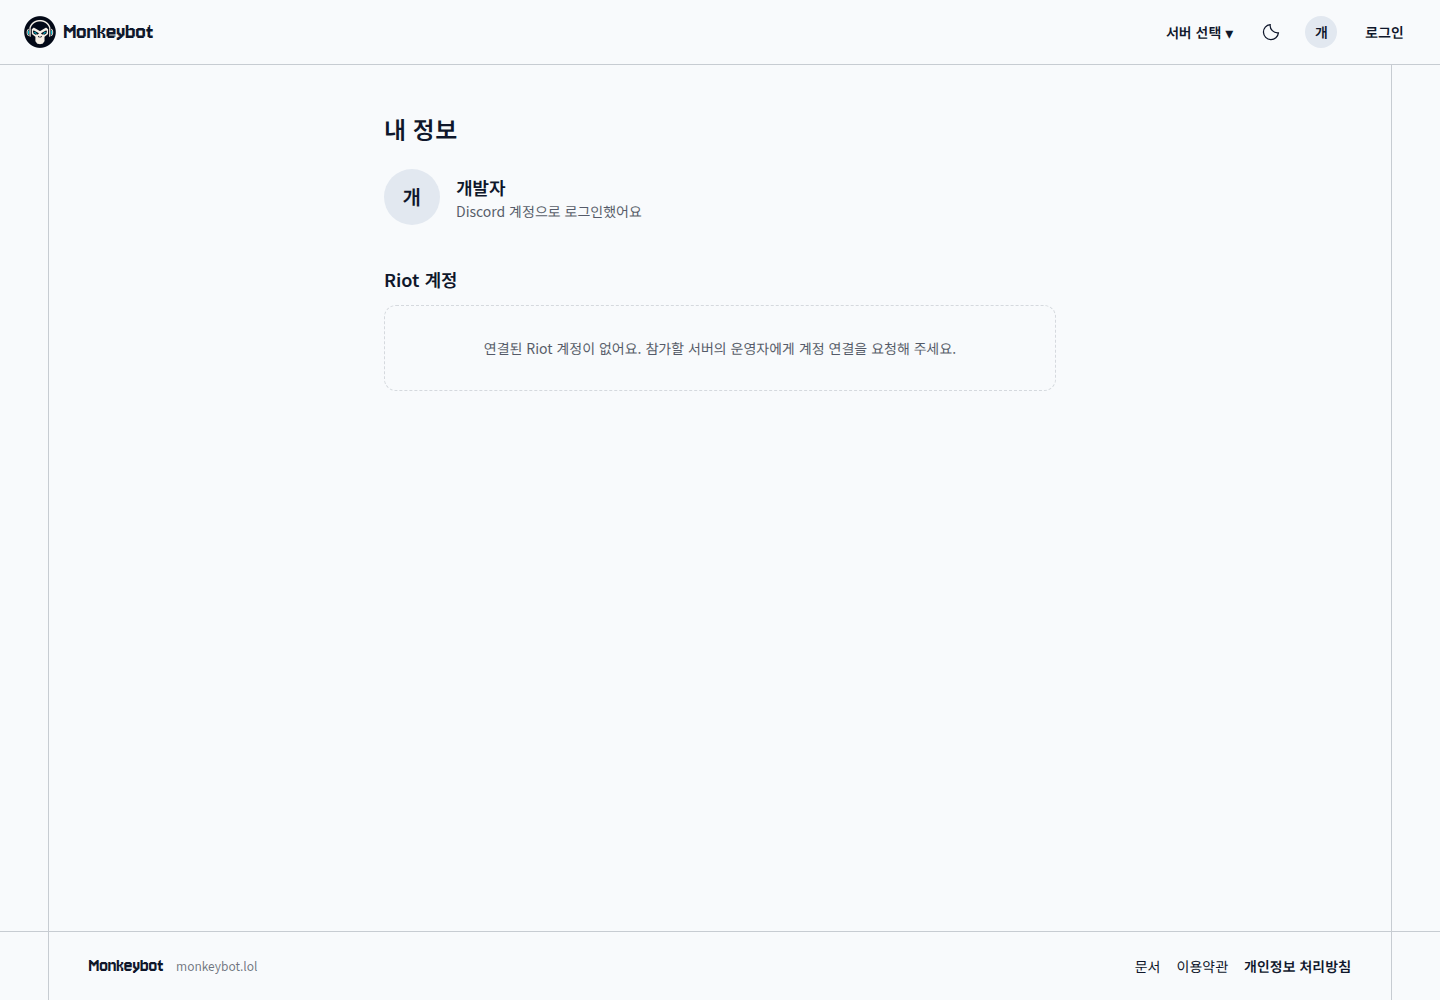 Monkeybot
서버 선택 ▾
개
로그인
내 정보
개
개발자
Discord 계정으로 로그인했어요
Riot 계정
연결된 Riot 계정이 없어요. 참가할 서버의 운영자에게 계정 연결을 요청해 주세요.
Monkeybot monkeybot.lol
문서 이용약관 개인정보 처리방침